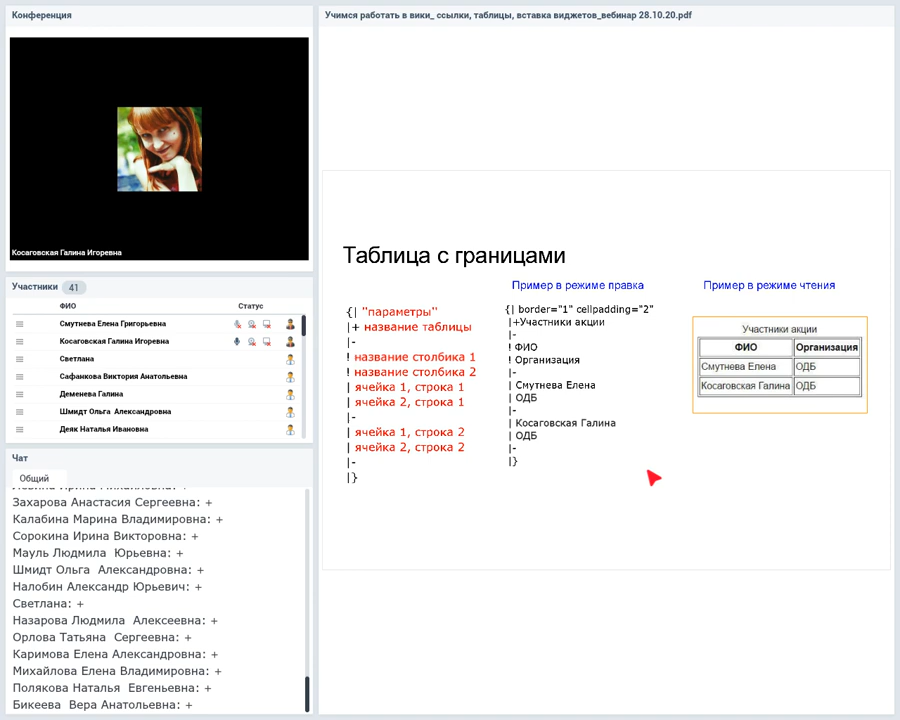 Конференция
Косаговская Галина Игоревна
Участники 41
ФИО Статус
Смутнева Елена Григорьевна
Косаговская Галина Игоревна
Светлана
Сафанкова Виктория Анатольевна
Деменева Галина
Шмидт Ольга Александровна
Деяк Наталья Ивановна
Чат
Общий
Захарова Анастасия Сергеевна: +
Калабина Марина Владимировна: +
Сорокина Ирина Викторовна: +
Мауль Людмила Юрьевна: +
Шмидт Ольга Александровна: +
Налобин Александр Юрьевич: +
Светлана: +
Назарова Людмила Алексеевна: +
Орлова Татьяна Сергеевна: +
Каримова Елена Александровна: +
Михайлова Елена Владимировна: +
Полякова Наталья Евгеньевна: +
Бикеева Вера Анатольевна: +
Учимся работать в вики_ ссылки, таблицы, вставка виджетов_вебинар 28.10.20.pdf
Таблица с границами
{| "параметры"
|+ название таблицы
|-
! название столбика 1
! название столбика 2
| ячейка 1, строка 1
| ячейка 2, строка 1
|-
| ячейка 1, строка 2
| ячейка 2, строка 2
|-
|}
Пример в режиме правка
{| border="1" cellpadding="2"
|+Участники акции
|-
! ФИО
! Организация
|-
| Смутнева Елена
| ОДБ
|-
| Косаговская Галина
| ОДБ
|-
|}
Пример в режиме чтения
Участники акции
ФИО Организация
Смутнева Елена ОДБ
Косаговская Галина ОДБ